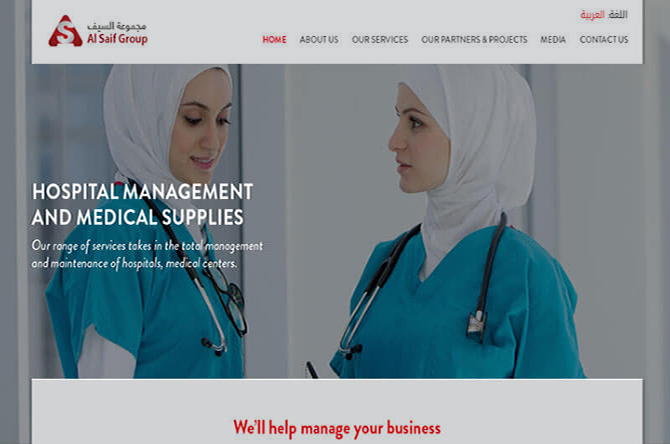 اللغة: العربية
مجموعة السيف
Al Saif Group
HOME ABOUT US OUR SERVICES OUR PARTNERS & PROJECTS MEDIA CONTACT US
HOSPITAL MANAGEMENT
AND MEDICAL SUPPLIES
Our range of services takes in the total management
and maintenance of hospitals, medical centers.
We'll help manage your business